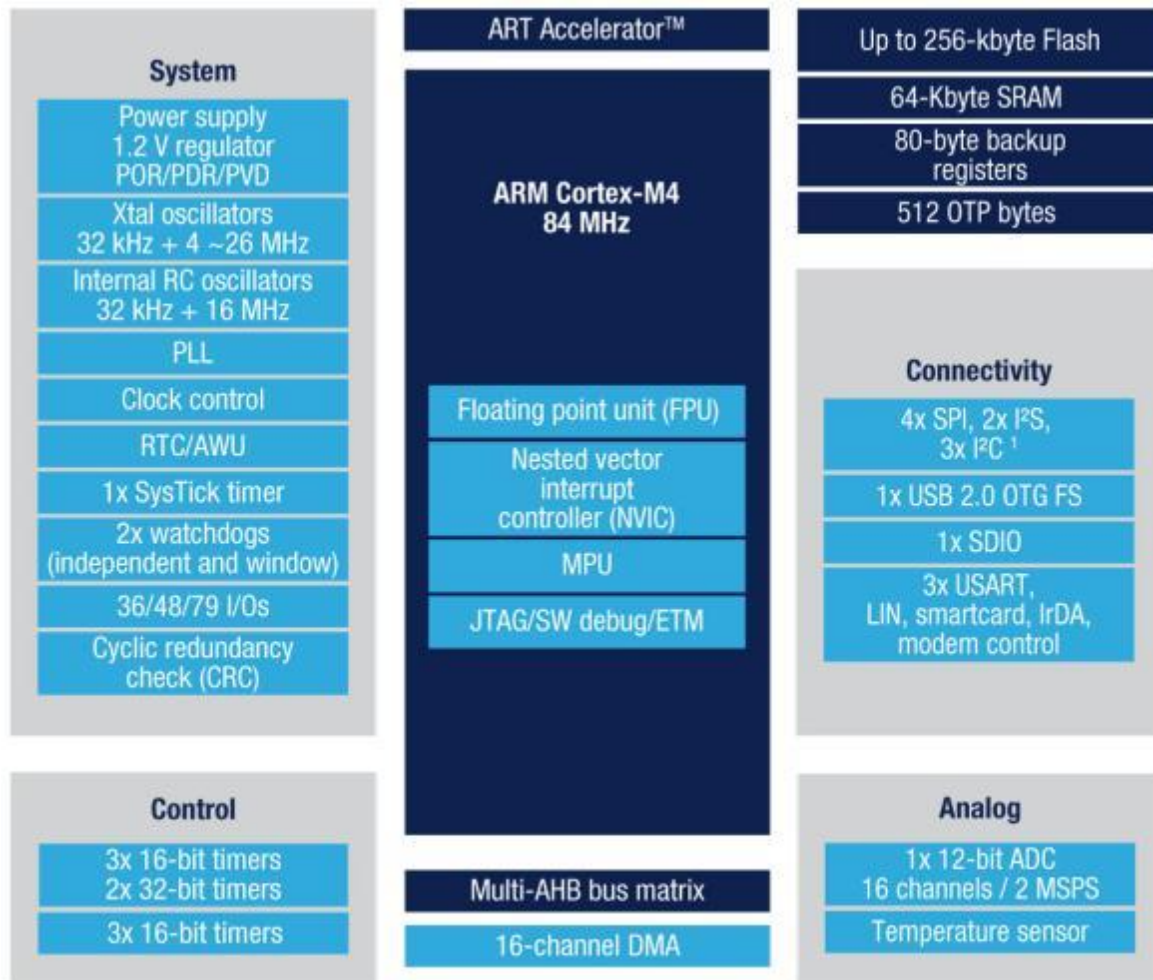 System
Power supply
1.2 V regulator
POR/PDR/PVD
Xtal oscillators
32 kHz + 4 ~26 MHz
Internal RC oscillators
32 kHz + 16 MHz
PLL
Clock control
RTC/AWU
1x SysTick timer
2x watchdogs
(independent and window)
36/48/79 I/Os
Cyclic redundancy
check (CRC)
Control
3x 16-bit timers
2x 32-bit timers
3x 16-bit timers
ART Accelerator™
ARM Cortex-M4
84 MHz
Floating point unit (FPU)
Nested vector
interrupt
controller (NVIC)
MPU
JTAG/SW debug/ETM
Multi-AHB bus matrix
16-channel DMA
Up to 256-kbyte Flash
64-Kbyte SRAM
80-byte backup
registers
512 OTP bytes
Connectivity
4x SPI, 2x I²S,
3x I²C ¹
1x USB 2.0 OTG FS
1x SDIO
3x USART,
LIN, smartcard, IrDA,
modem control
Analog
1x 12-bit ADC
16 channels / 2 MSPS
Temperature sensor